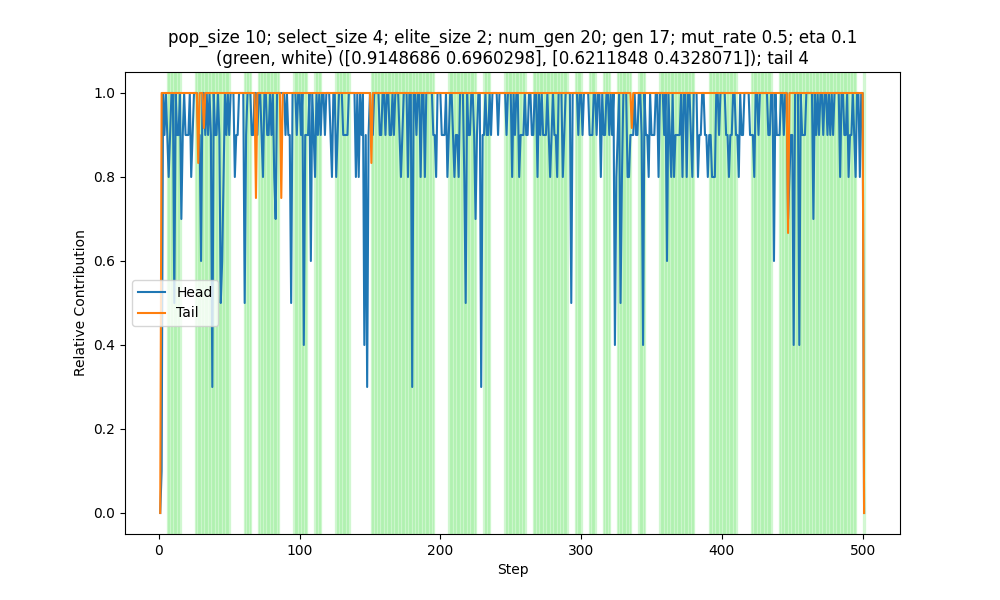 pop_size 10; select_size 4; elite_size 2; num_gen 20; gen 17; mut_rate 0.5; eta 0.1
(green, white) ([0.9148686 0.6960298], [0.6211848 0.4328071]); tail 4
1.0
0.8
0.6
0.4
0.2
0.0
Relative Contribution
Head
Tail
0
100
200
300
400
500
Step